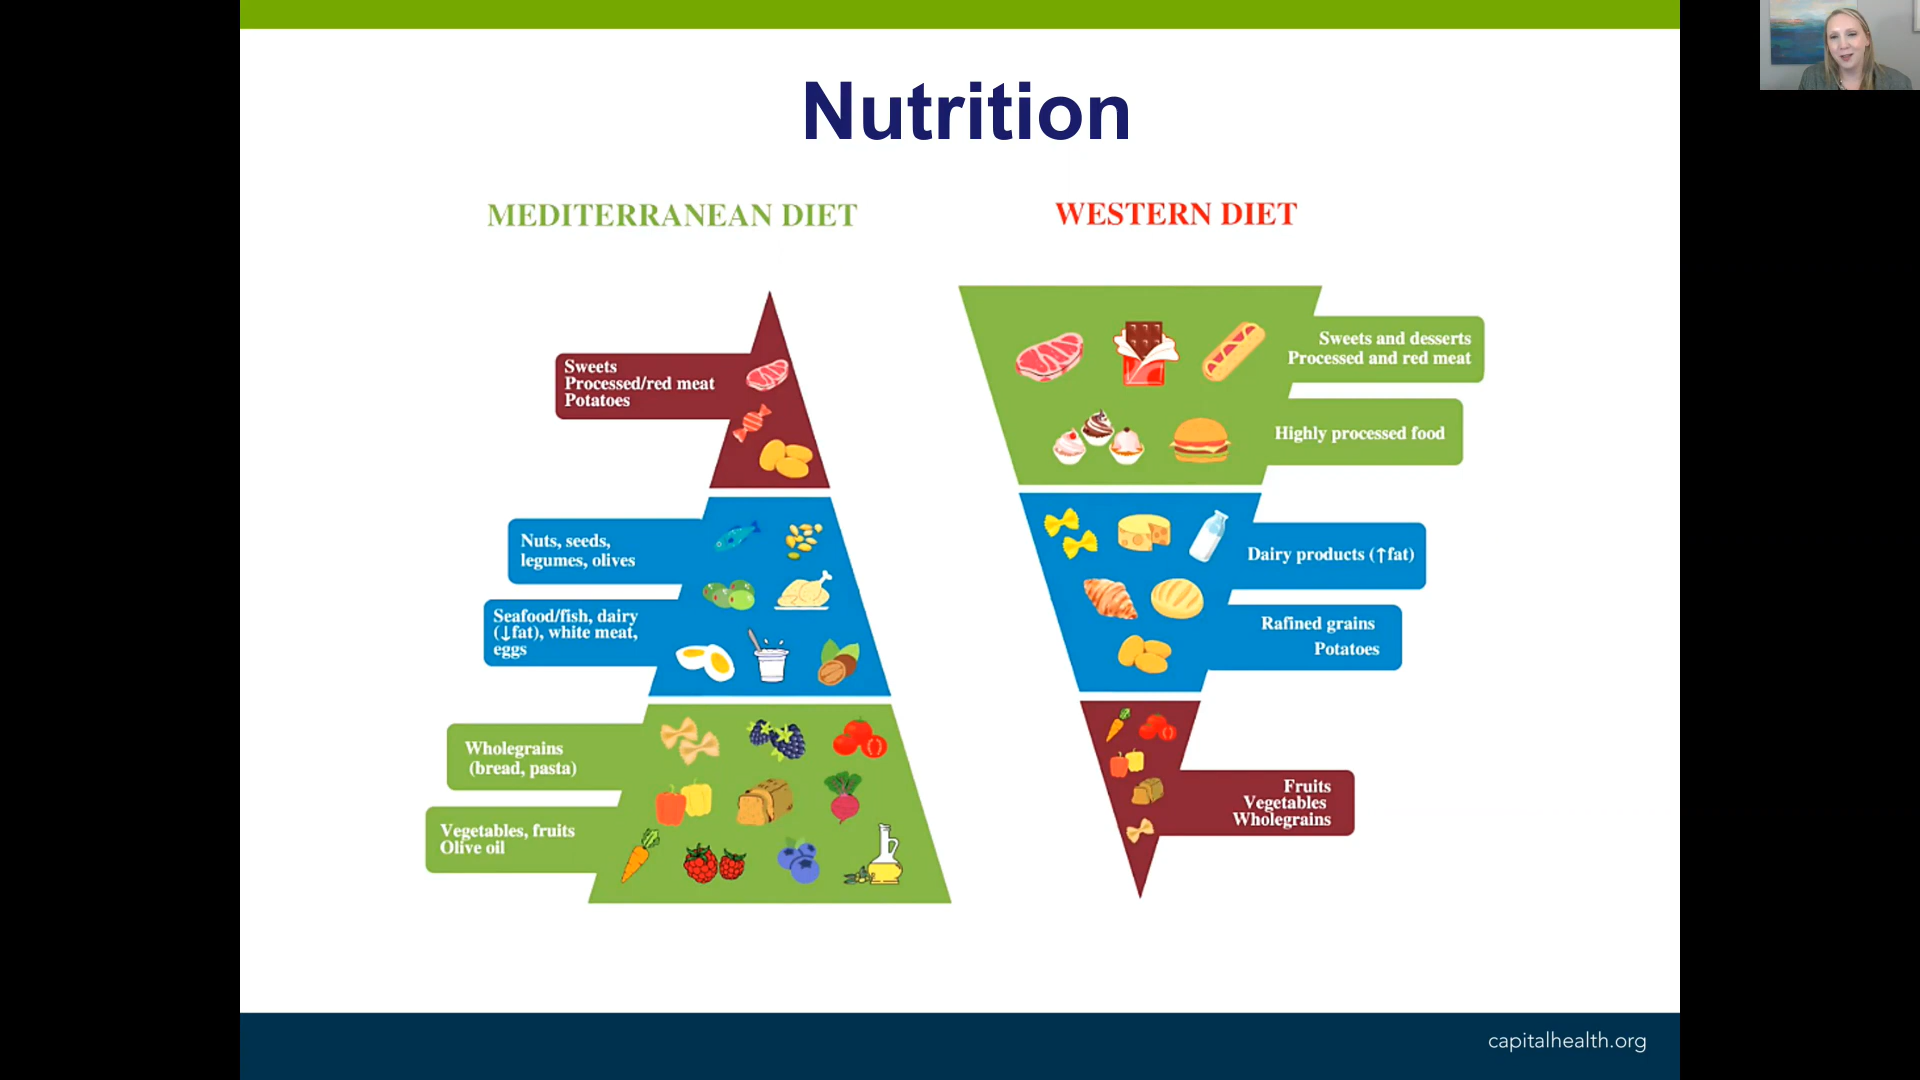 Nutrition
MEDITERRANEAN DIET
Sweets
Processed/red meat
Potatoes
Nuts, seeds,
legumes, olives
Seafood/fish, dairy
(↓fat), white meat,
eggs
Wholegrains
(bread, pasta)
Vegetables, fruits
Olive oil
WESTERN DIET
Sweets and desserts
Processed and red meat
Highly processed food
Dairy products (↑fat)
Rafined grains
Potatoes
Fruits
Vegetables
Wholegrains
capitalhealth.org